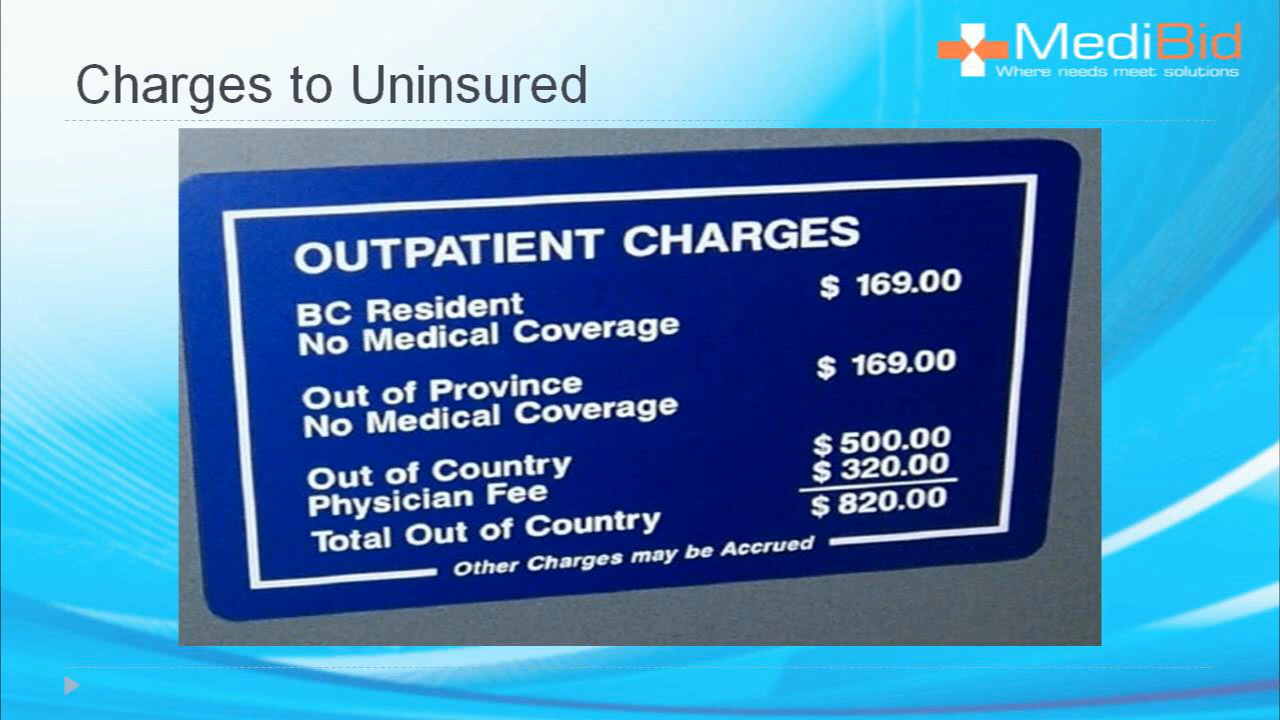 MediBid
Where needs meet solutions
Charges to Uninsured
OUTPATIENT CHARGES
BC Resident $ 169.00
No Medical Coverage
Out of Province $ 169.00
No Medical Coverage
Out of Country $ 500.00
Physician Fee $ 320.00
Total Out of Country $ 820.00
Other Charges may be Accrued